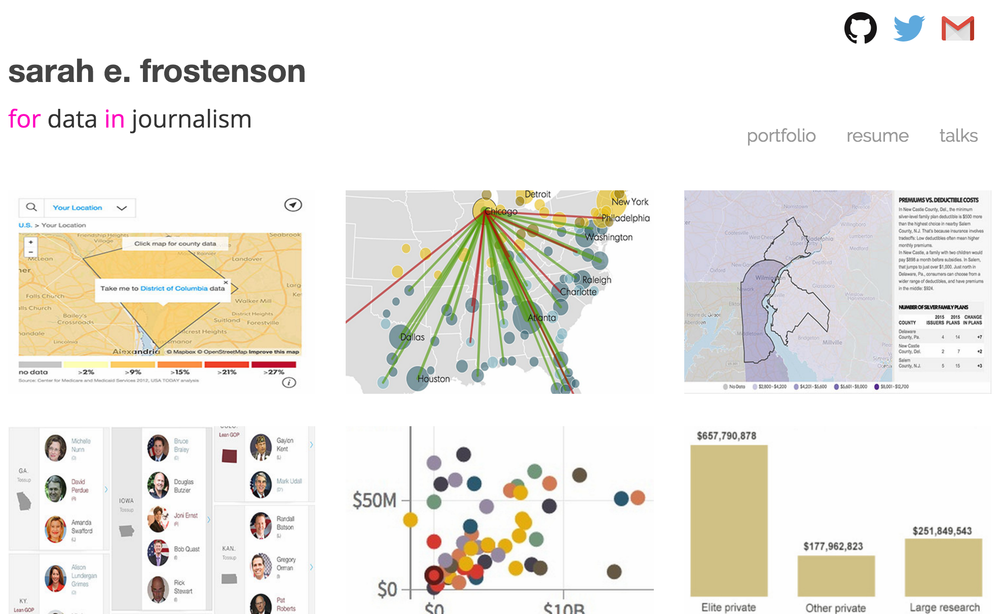 sarah e. frostenson
for data in journalism
portfolio
resume
talks
Your Location
U.S. > Your Location
+
−
Friendship Heights
Village
Seabrook
Click map for county data
McLean
Mount Rainier
Landover
Take me to District of Columbia data
×
Falls Church
Walker Mill
Bailey's
Crossroads
District Heights
Suitland
Forestville
Hillcrest Heights
Lincolnia
Alexandria
© Mapbox © OpenStreetMap Improve this map
no data
>2%
>9%
>15%
>21%
>27%
Source: Center for Medicare and Medicaid Services 2012, USA TODAY analysis
Detroit
New York
Chicago
Philadelphia
Washington
Raleigh
Charlotte
Atlanta
Dallas
Houston
Norristown
Florence
Willingboro
Coatesville
West Chester
Philadelphia
Upper Darby
Lumberton
Medford
Oxford
Deptford
Wilmington
Newark
Glassboro
Winslow
Hammonton
Elkton
Havre de Grace
Aberdeen
Middletown
Bridgeton
Millville
US 301
PREMIUMS VS. DEDUCTIBLE COSTS
In New Castle County, Del., the minimum
silver-level family plan deductible is $500 more
than the highest choice in nearby Salem
County, N.J. That's because insurance involves
tradeoffs: Low deductibles often mean higher
monthly premiums.
In New Castle, a family with two children would
pay $898 a month before subsidies. In Salem,
that jumps to just over $1,000. Just north in
Delaware, Pa., consumers can choose from a
wider range of deductibles, and have premiums
in the middle: $924.
NUMBER OF SILVER FAMILY PLANS
2015 2015 CHANGE
COUNTY ISSUERS PLANS IN PLANS
Delaware
County, Pa. 4 14 +7
New Castle
County, Del. 2 7 +2
Salem
County, N.J. 5 15 +3
No Data
$2,800 - $4,200
$4,201 - $5,600
$5,601 - $8,000
$8,001 - $12,700
GA.
Tossup
Michelle
Nunn
(D)
David
Perdue
(R)
Amanda
Swafford
(L)
KY.
Lean GOP
Alison
Lundergan
Grimes
(D)
IOWA
Tossup
Bruce
Braley
(D)
Douglas
Butzier
Joni Ernst
(R)
Bob Quast
(I)
Rick
Stewart
(I)
COLO.
Lean GOP
Gaylon
Kent
(L)
Mark Udall
(D)
KAN.
Tossup
Randall
Batson
(L)
Gregory
Orman
(I)
Pat
Roberts
$50M
$0
$0
$10B
$657,790,878
$177,962,823
$251,849,543
Elite private
Other private
Large research